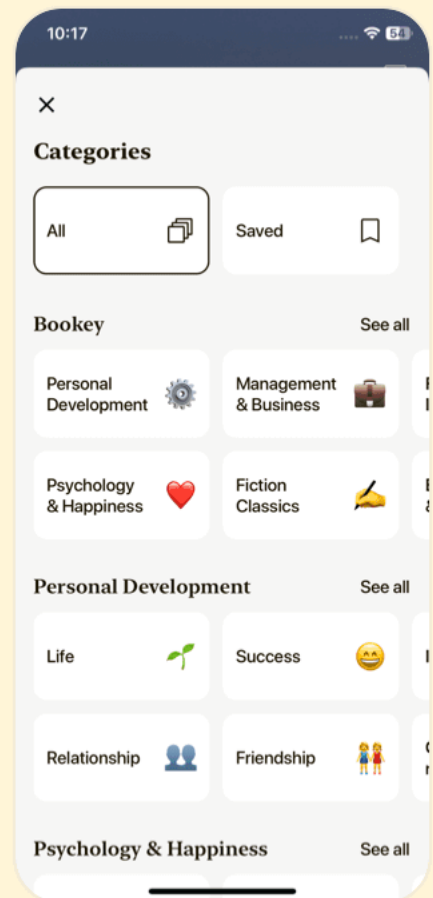 10:17
54
Categories
All
Saved
Bookey
See all
Personal
Development
Management
& Business
Psychology
& Happiness
Fiction
Classics
Personal Development
See all
Life
Success
Relationship
Friendship
Psychology & Happiness
See all